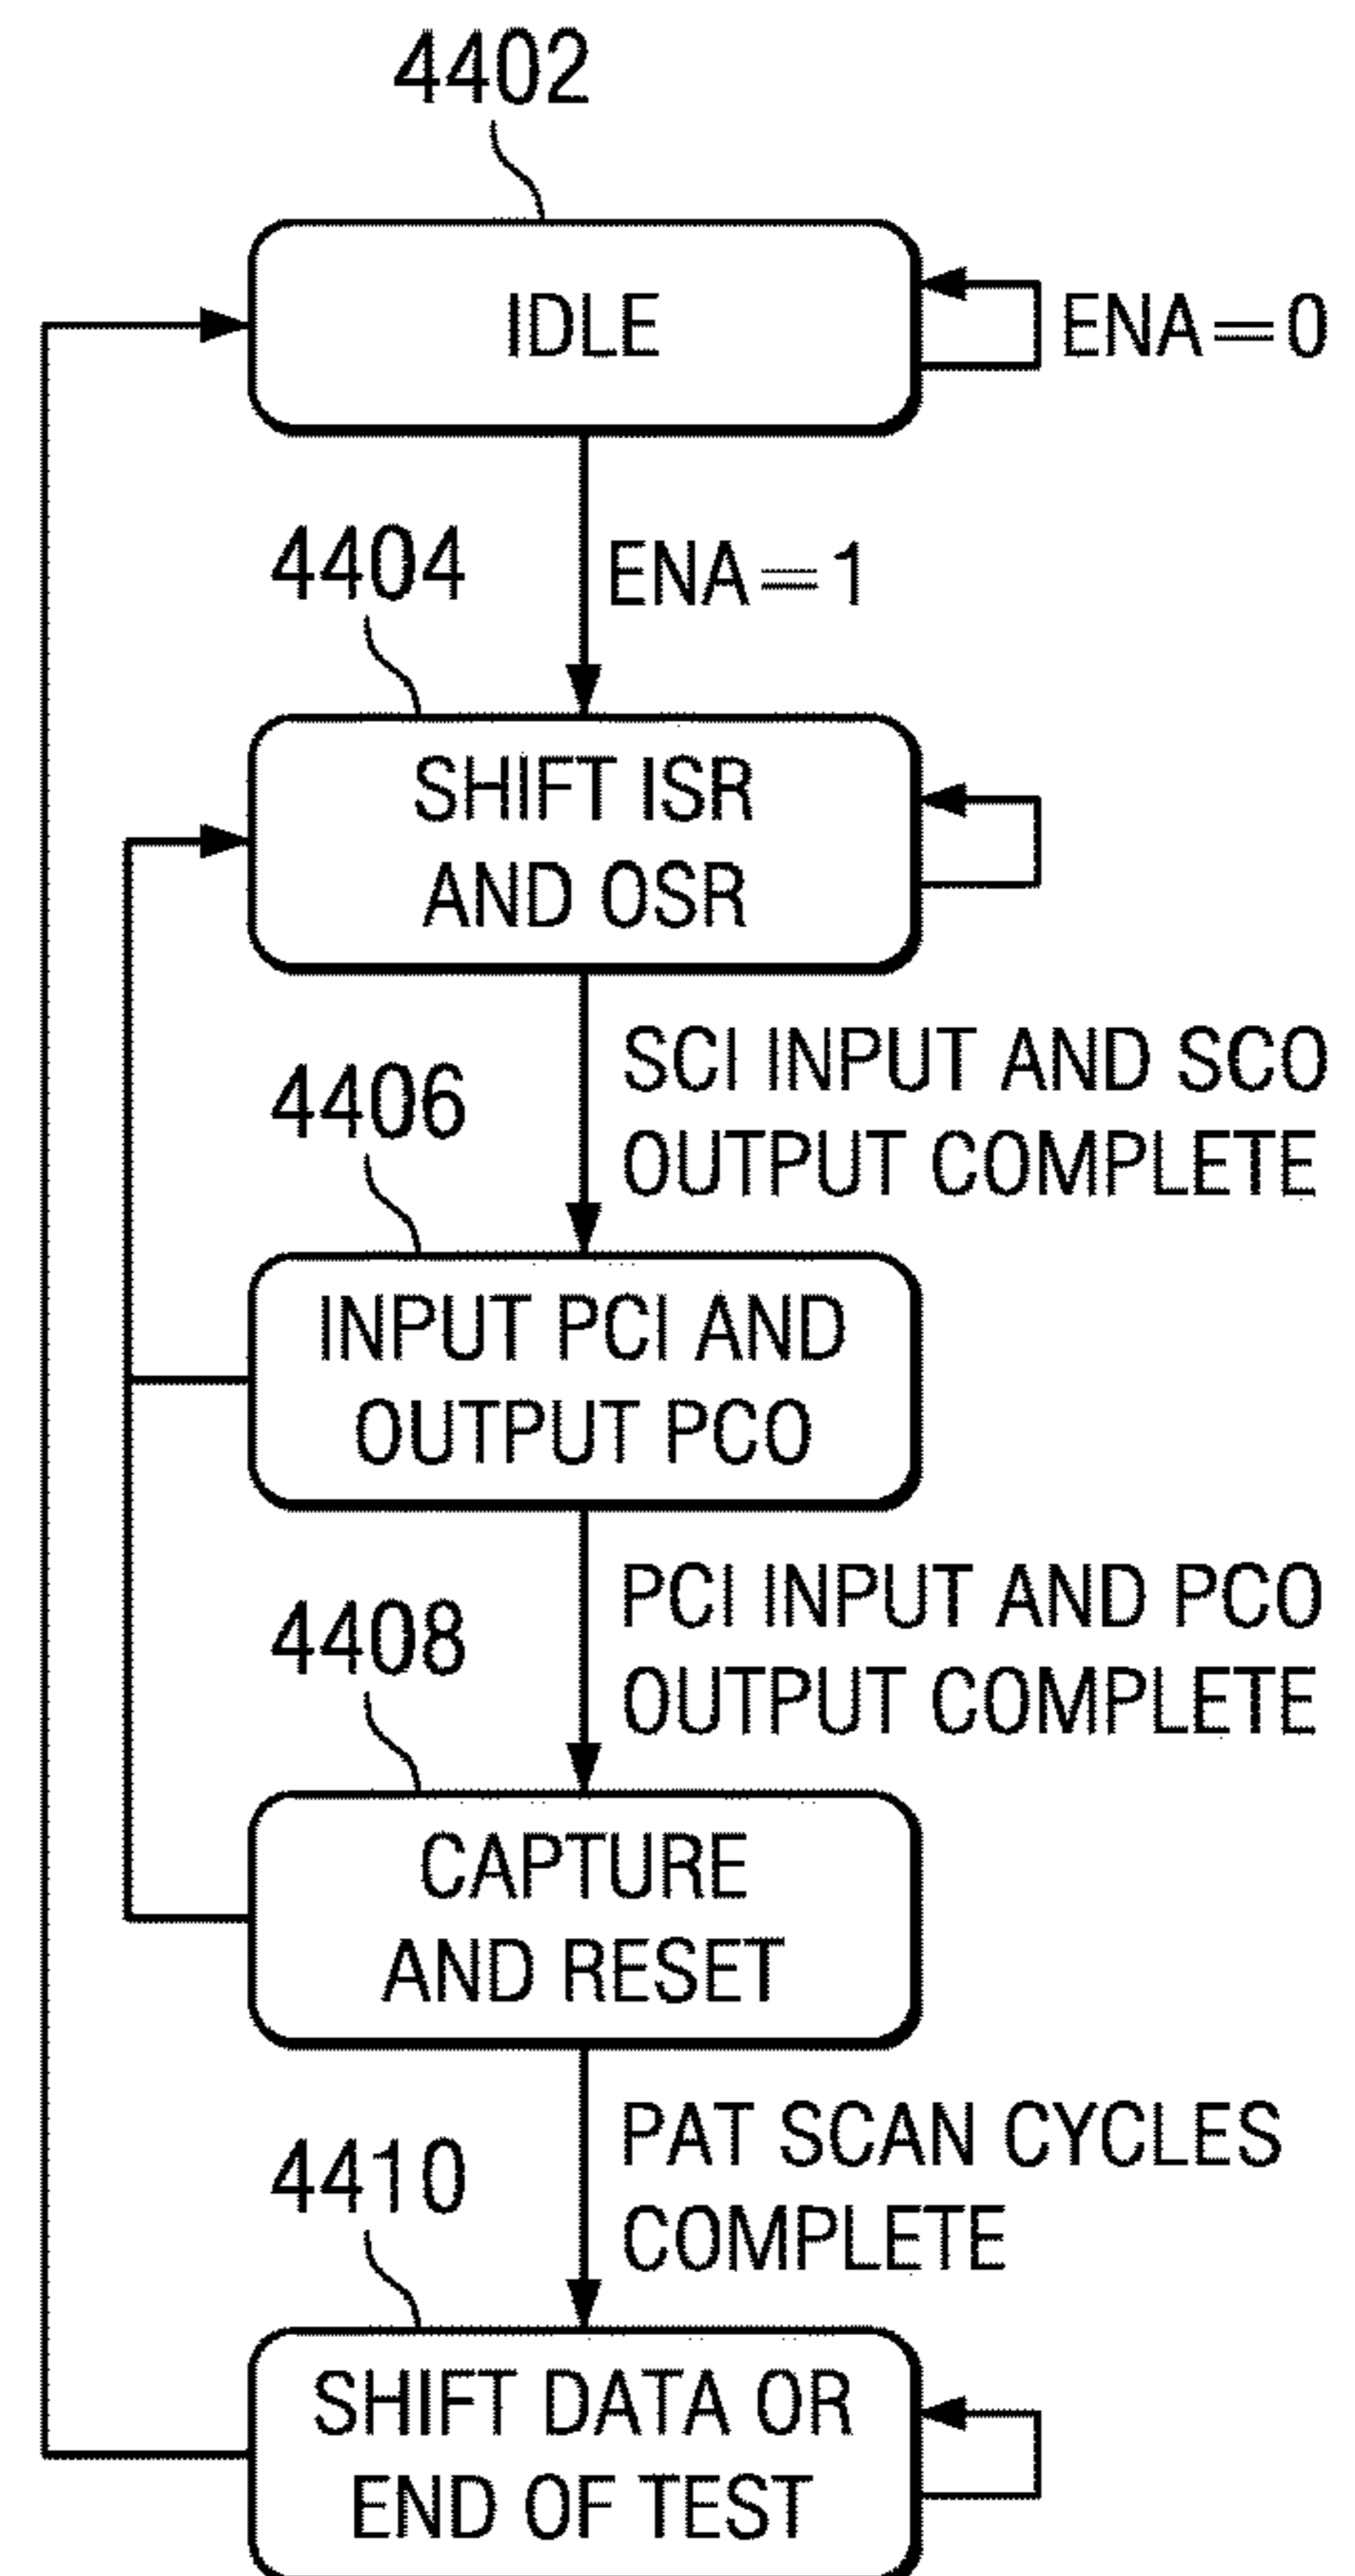 4402
IDLE
ENA=0
4404
ENA=1
SHIFT ISR
AND OSR
4406
SCI INPUT AND SCO
OUTPUT COMPLETE
INPUT PCI AND
OUTPUT PCO
4408
PCI INPUT AND PCO
OUTPUT COMPLETE
CAPTURE
AND RESET
4410
PAT SCAN CYCLES
COMPLETE
SHIFT DATA OR
END OF TEST